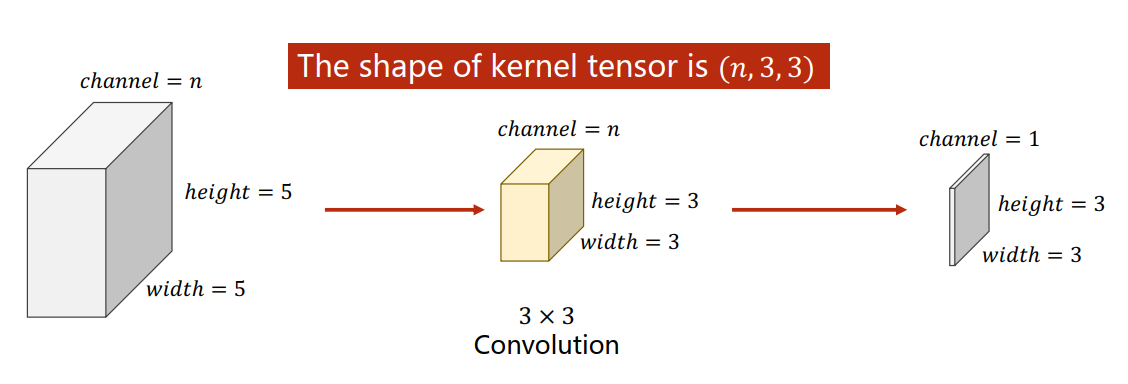 The shape of kernel tensor is (n, 3, 3)
channel = n
height = 5
width = 5
channel = n
height = 3
width = 3
3 × 3
Convolution
channel = 1
height = 3
width = 3